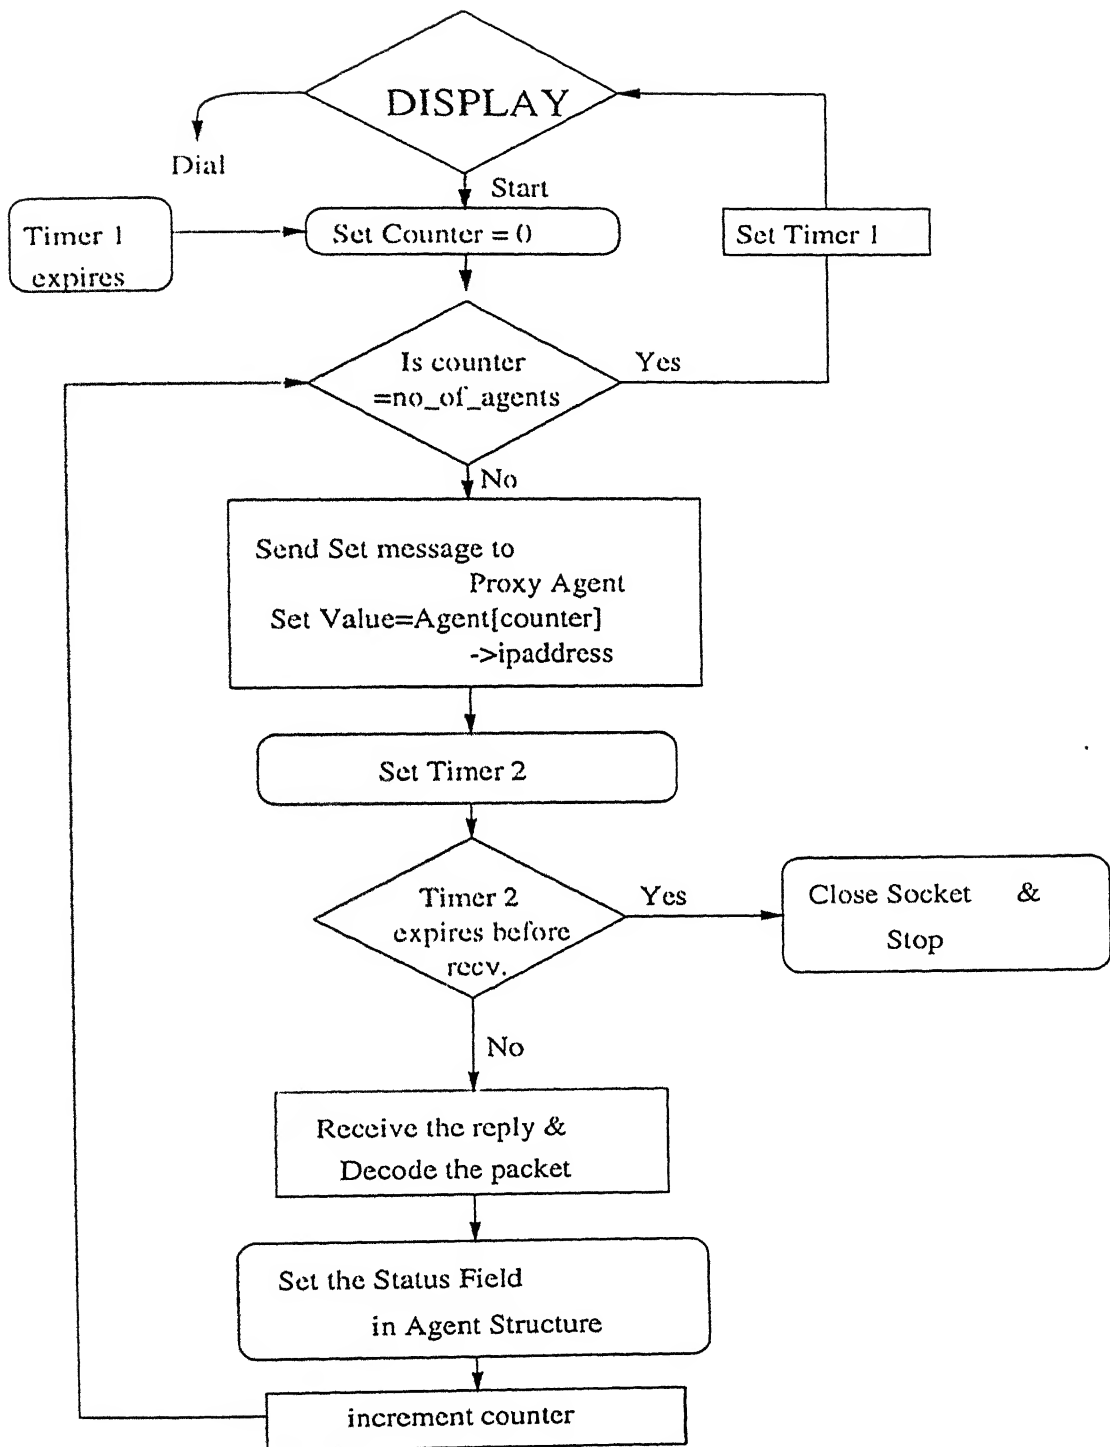 DISPLAY
Dial
Start
Timer 1
expires
Set Counter = 0
Set Timer 1
Is counter
=no_of_agents
Yes
No
Send Set message to
Proxy Agent
Set Value=Agent[counter]
->ipaddress
Set Timer 2
Timer 2
expires before
recv.
Yes
Close Socket &
Stop
No
Receive the reply &
Decode the packet
Set the Status Field
in Agent Structure
increment counter